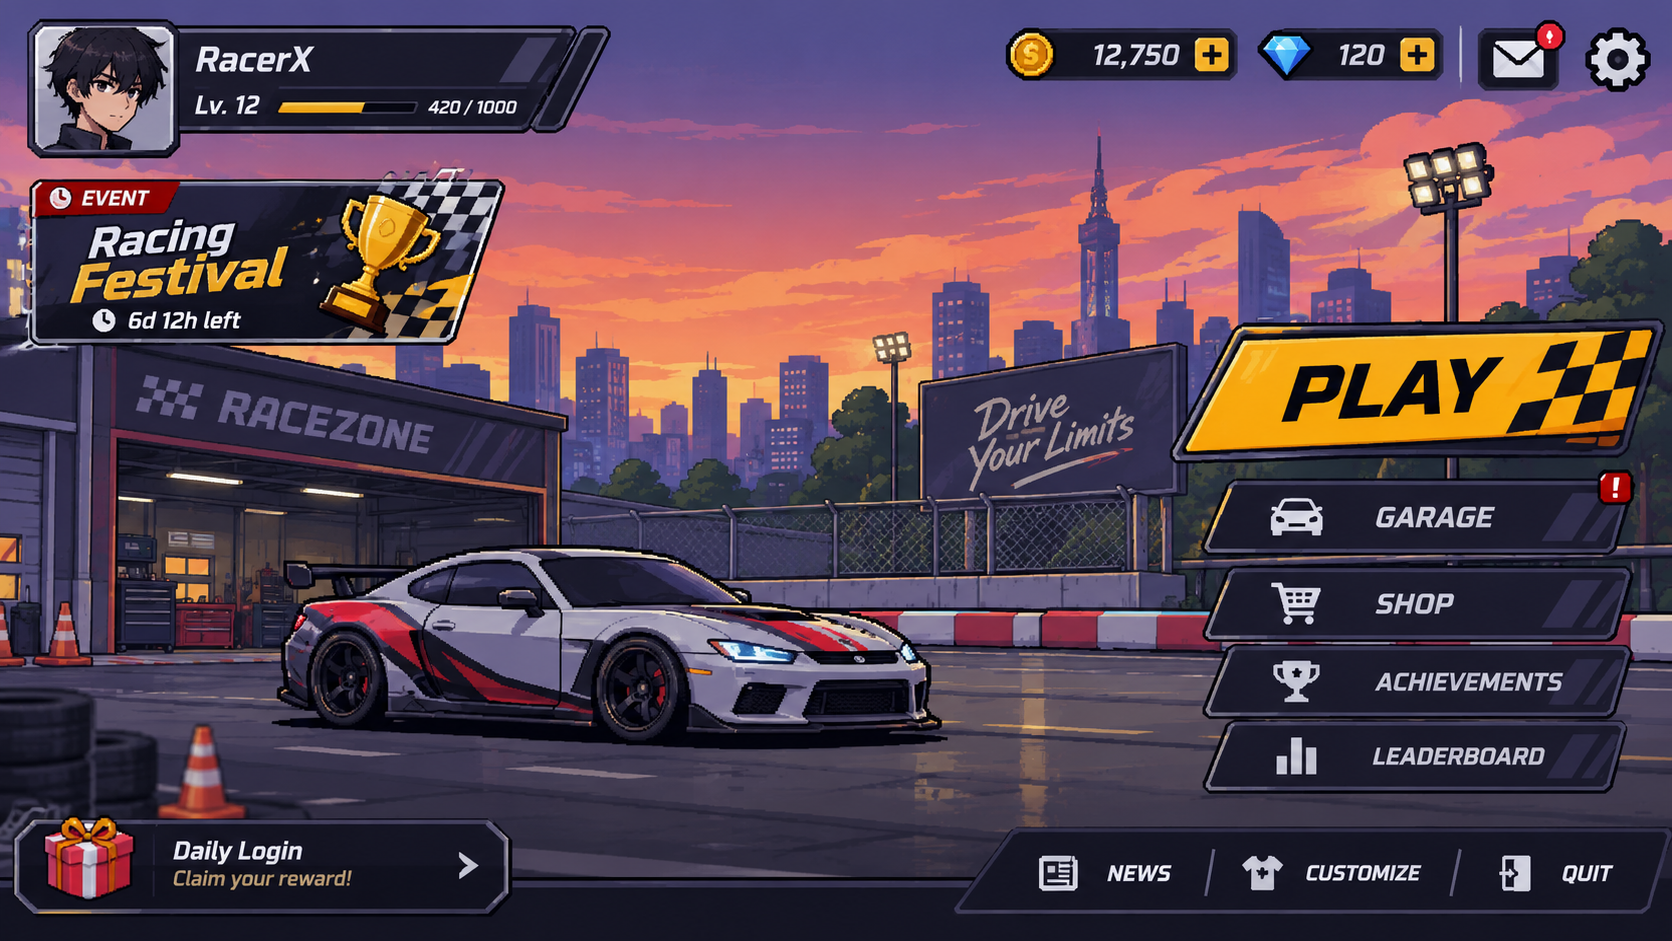 RacerX
Lv. 12
420 / 1000
12,750
120
EVENT
Racing
Festival
6d 12h left
RACEZONE
Drive
Your Limits
PLAY
!
GARAGE
SHOP
ACHIEVEMENTS
LEADERBOARD
Daily Login
Claim your reward!
NEWS
CUSTOMIZE
QUIT